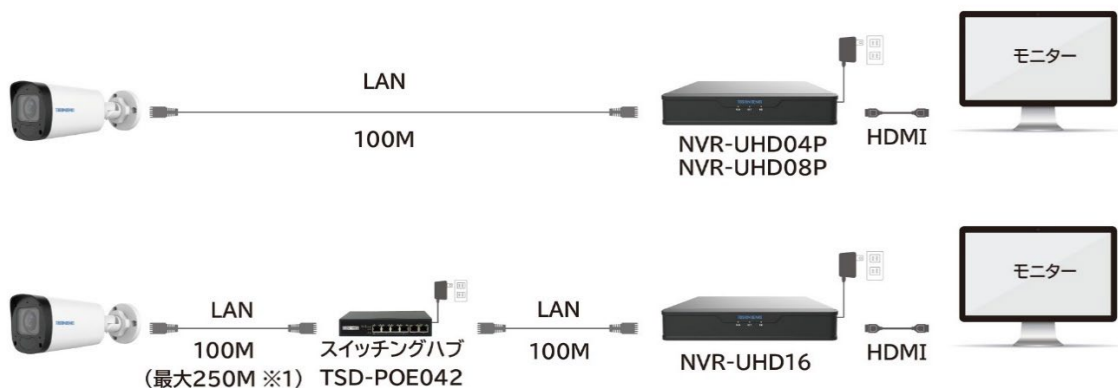 LAN
100M
NVR-UHD04P
NVR-UHD08P
HDMI
モニター
LAN
100M
(最大250M ※1)
スイッチングハブ
TSD-POE042
LAN
100M
NVR-UHD16
HDMI
モニター